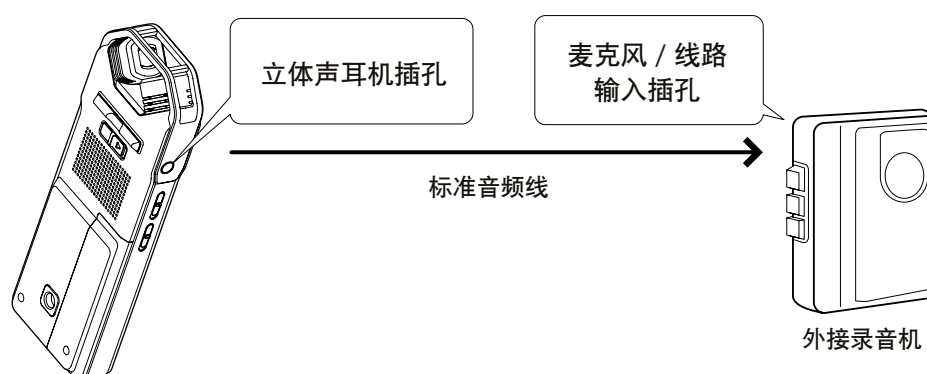 立体声耳机插孔
麦克风 / 线路
输入插孔
标准音频线
外接录音机